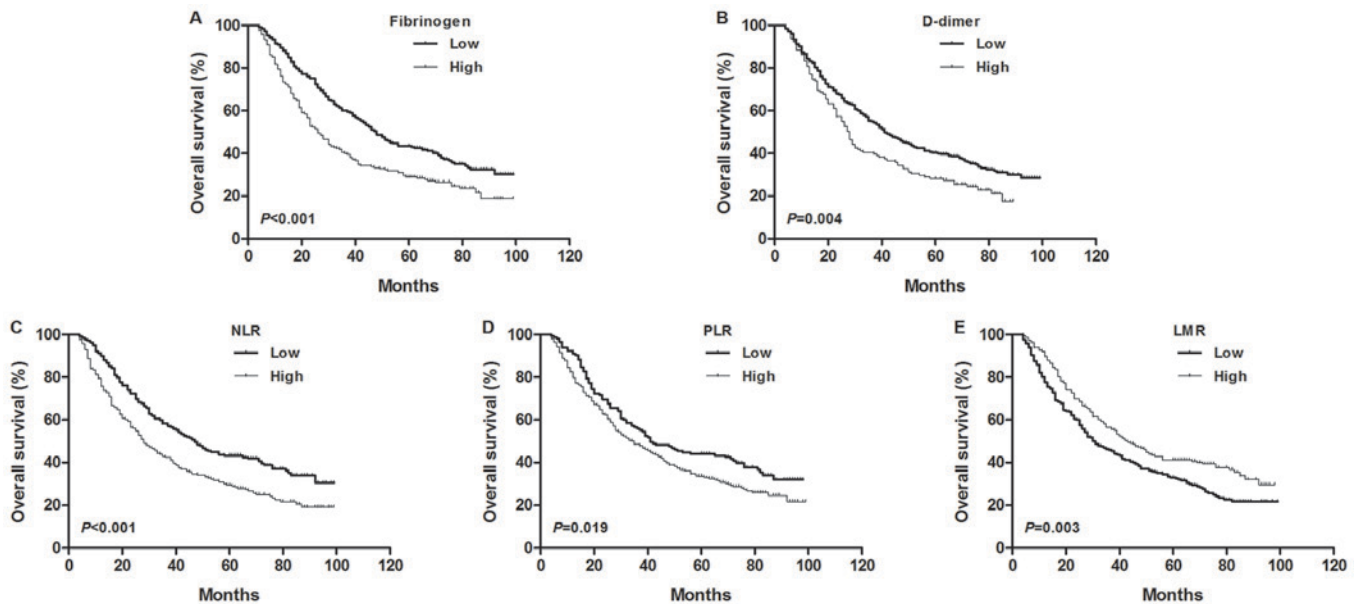 A
Fibrinogen
Low
High
100
80
60
40
20
0
Overall survival (%)
P<0.001
0 20 40 60 80 100 120
Months
B
D-dimer
Low
High
100
80
60
40
20
0
Overall survival (%)
P=0.004
0 20 40 60 80 100 120
Months
C
NLR
Low
High
100
80
60
40
20
0
Overall survival (%)
P<0.001
0 20 40 60 80 100 120
Months
D
PLR
Low
High
100
80
60
40
20
0
Overall survival (%)
P=0.019
0 20 40 60 80 100 120
Months
E
LMR
Low
High
100
80
60
40
20
0
Overall survival (%)
P=0.003
0 20 40 60 80 100 120
Months